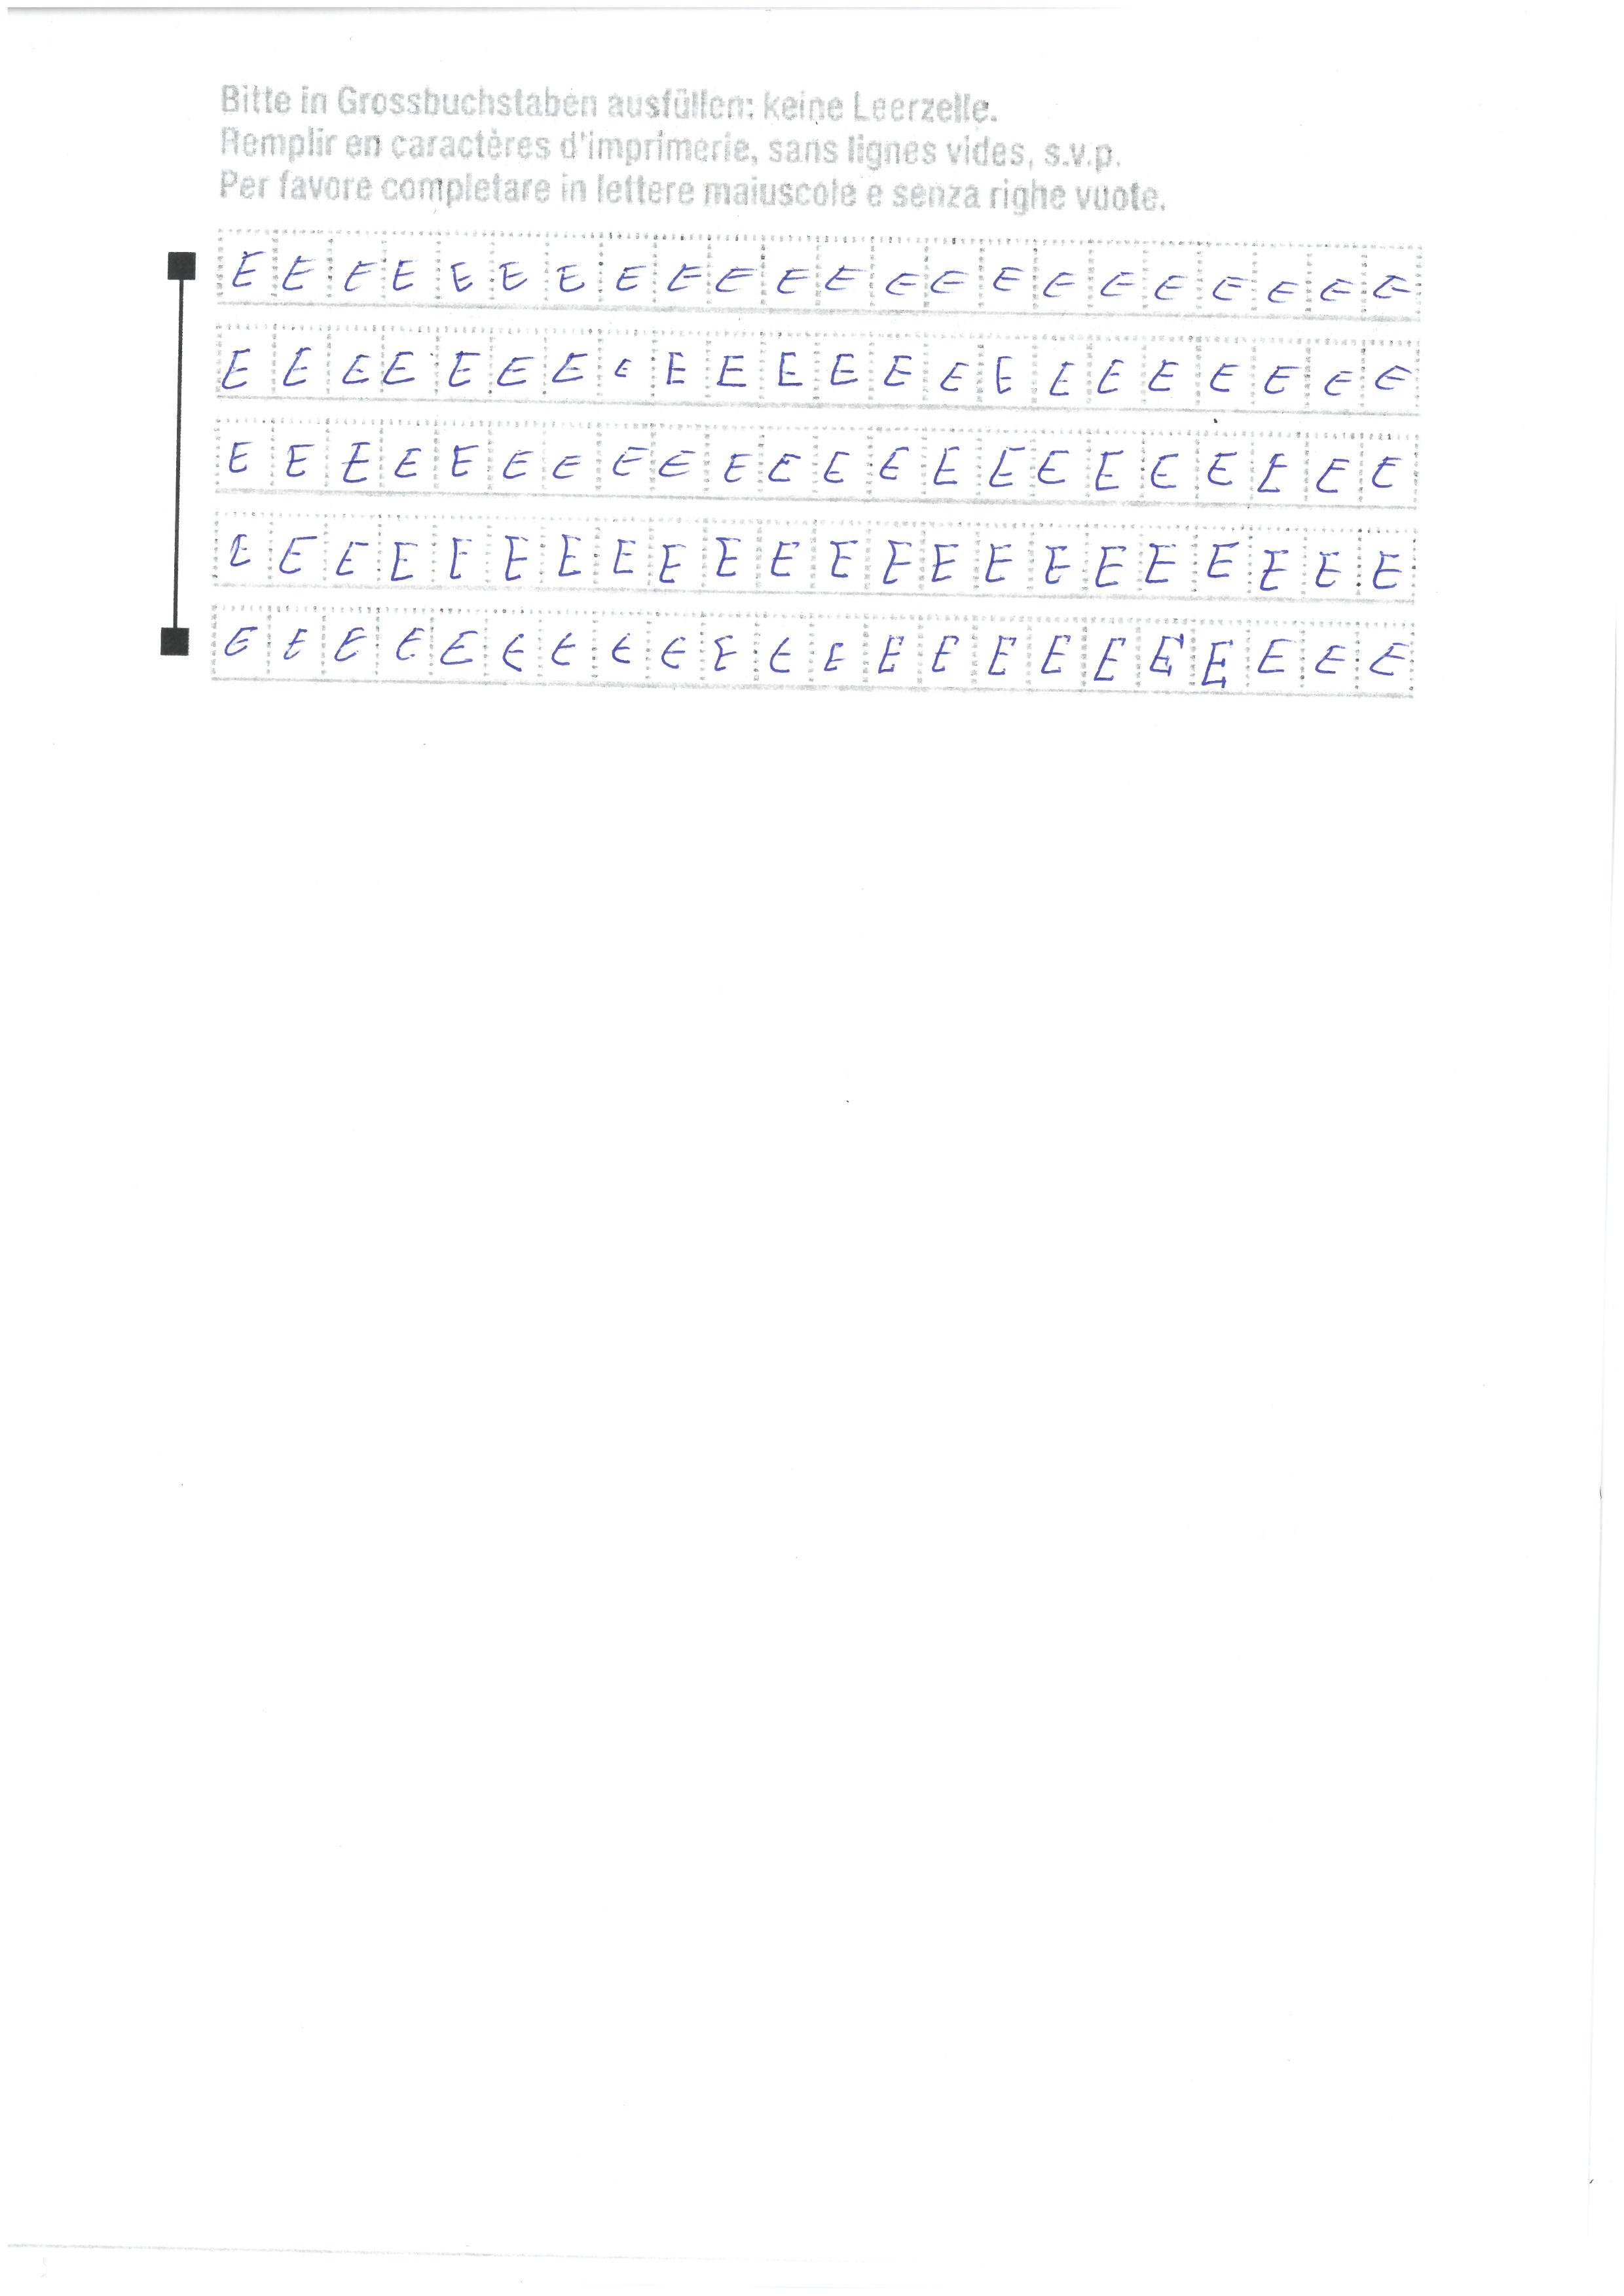 Bitte in Grossbuchstaben ausfüllen: keine Leerzelle.
Remplir en caractères d'imprimerie, sans lignes vides, s.v.p.
Per favore completare in lettere maiuscole e senza righe vuote.
E E E E E E E E E E E E E E E E E E E E E E
E E E E E E E E E E E E E E E E E E E E E E
E E E E E E E E E E E E E E E E E E E E E E
E E E E E E E E E E E E E E E E E E E E E E
E E E E E E E E E E E E E E E E E E E E E E